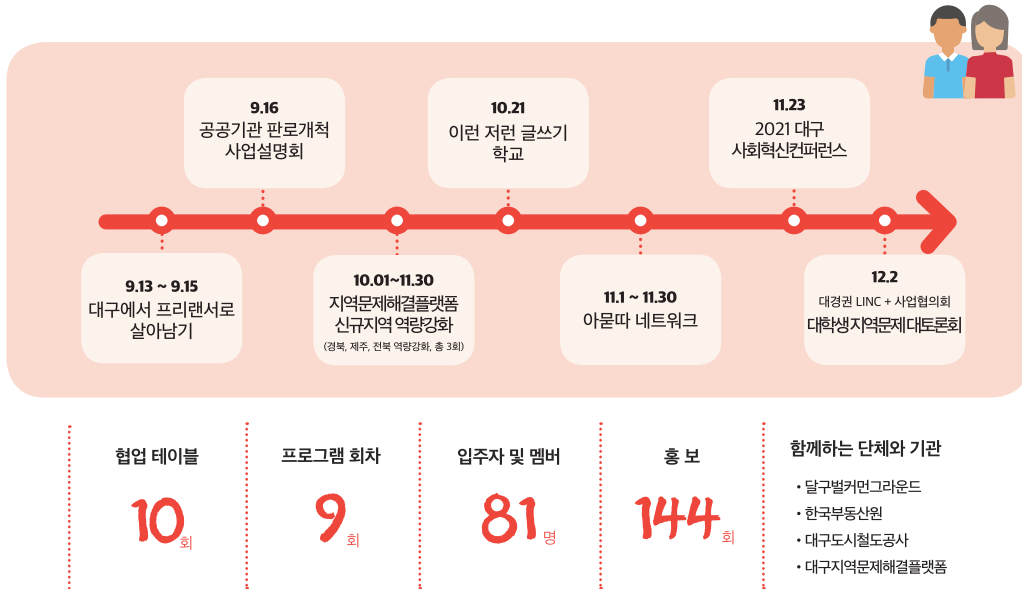 9.16
공공기관 판로개척
사업설명회
10.21
이런 저런 글쓰기
학교
11.23
2021 대구
사회혁신컨퍼런스
9.13 ~ 9.15
대구에서 프리랜서로
살아남기
10.01~11.30
지역문제해결플랫폼
신규지역 역량강화
(경북, 제주, 전북 역량강화, 총 3회)
11.1 ~ 11.30
아묻따 네트워크
12.2
대경권 LINC + 사업협의회
대학생 지역문제 대토론회
협업 테이블
10회
프로그램 회차
9회
입주자 및 멤버
81명
홍 보
144회
함께하는 단체와 기관
• 달구벌커먼그라운드
• 한국부동산원
• 대구도시철도공사
• 대구지역문제해결플랫폼